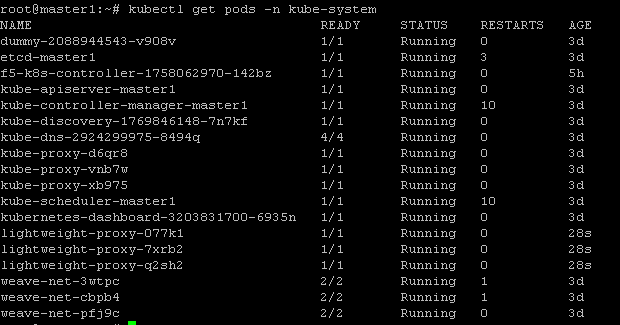 root@master1:~# kubectl get pods -n kube-system
NAME READY STATUS RESTARTS AGE
dummy-2088944543-v908v 1/1 Running 0 3d
etcd-master1 1/1 Running 3 3d
f5-k8s-controller-1758062970-142bz 1/1 Running 0 5h
kube-apiserver-master1 1/1 Running 0 3d
kube-controller-manager-master1 1/1 Running 10 3d
kube-discovery-1769846148-7n7kf 1/1 Running 0 3d
kube-dns-2924299975-8494q 4/4 Running 0 3d
kube-proxy-d6qr8 1/1 Running 0 3d
kube-proxy-vnb7w 1/1 Running 0 3d
kube-proxy-xb975 1/1 Running 0 3d
kube-scheduler-master1 1/1 Running 10 3d
kubernetes-dashboard-3203831700-6935n 1/1 Running 0 3d
lightweight-proxy-077k1 1/1 Running 0 28s
lightweight-proxy-7xrb2 1/1 Running 0 28s
lightweight-proxy-q2sh2 1/1 Running 0 28s
weave-net-3wtpc 2/2 Running 1 3d
weave-net-cbpb4 2/2 Running 1 3d
weave-net-pfj9c 2/2 Running 0 3d